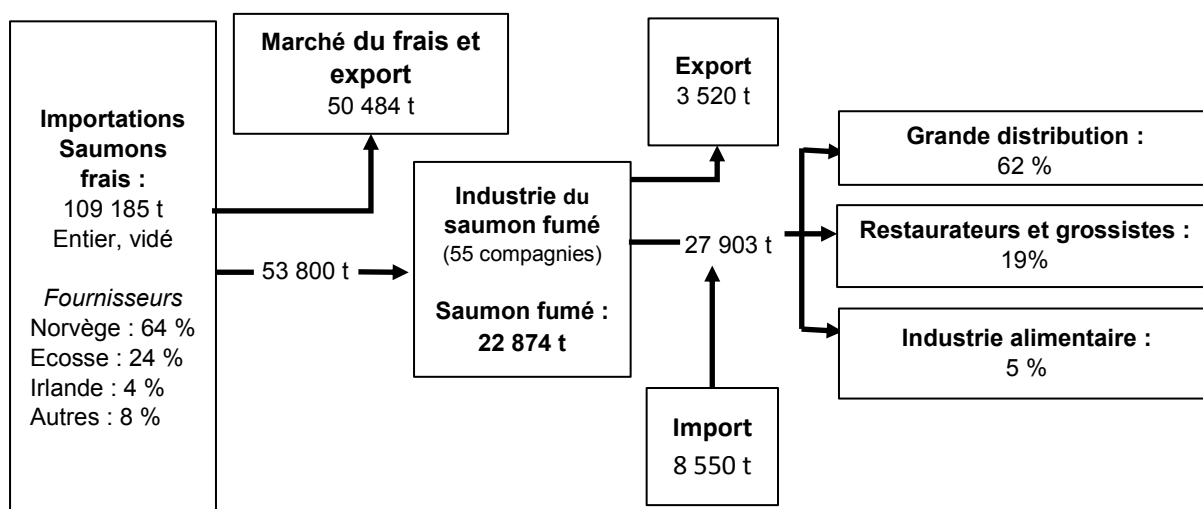 Importations
Saumons
frais :
109 185 t
Entier, vidé
Fournisseurs
Norvège : 64 %
Ecosse : 24 %
Irlande : 4 %
Autres : 8 %
Marché du frais et
export
50 484 t
53 800 t
Industrie du
saumon fumé
(55 compagnies)
Saumon fumé :
22 874 t
Export
3 520 t
27 903 t
Import
8 550 t
Grande distribution :
62 %
Restaurateurs et grossistes :
19%
Industrie alimentaire :
5 %